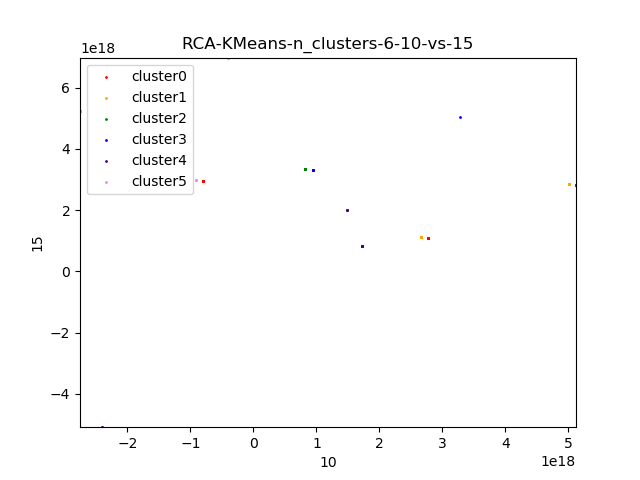 RCA-KMeans-n_clusters-6-10-vs-15
1e18
cluster0
cluster1
cluster2
cluster3
cluster4
cluster5
6
4
2
0
−2
−4
15
−2 −1 0 1 2 3 4 5
10
1e18